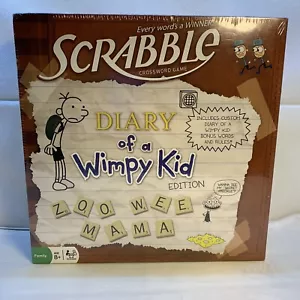 Every word's a WINNER!
SCRABBLE
CROSSWORD GAME
DIARY
of a
Wimpy Kid
EDITION
INCLUDES CUSTOM
DIARY OF A
WIMPY KID
BONUS WORDS
AND RULES!
ZOO WEE
MAMA
Family
8+